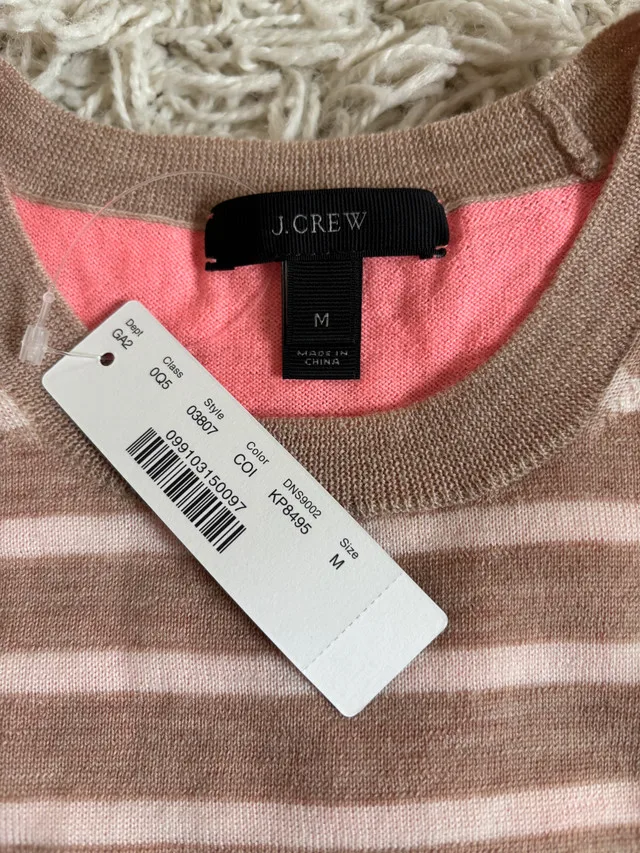 J.CREW
M
MADE IN
CHINA
Dept
GA2
Class
0Q5
Style
03807
Color
COI
DNS9002
KP8495
Size
M
099103150097